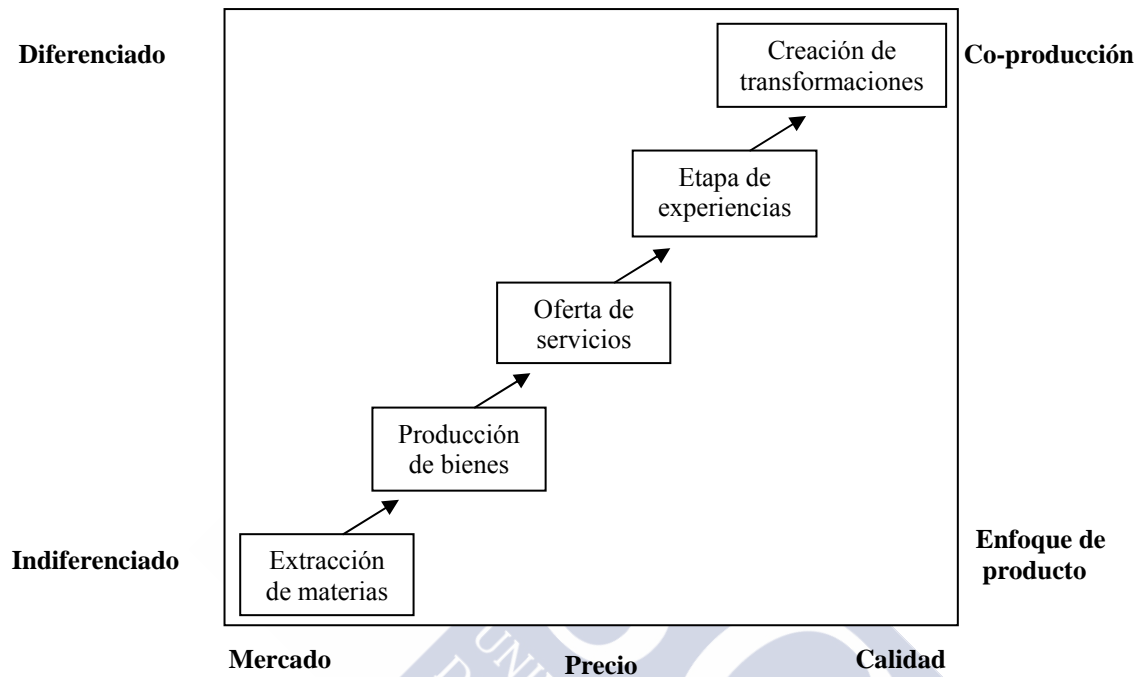 Diferenciado
Creación de
transformaciones
Co-producción
Etapa de
experiencias
Oferta de
servicios
Producción
de bienes
Indiferenciado
Extracción
de materias
Enfoque de
producto
Mercado
Precio
Calidad